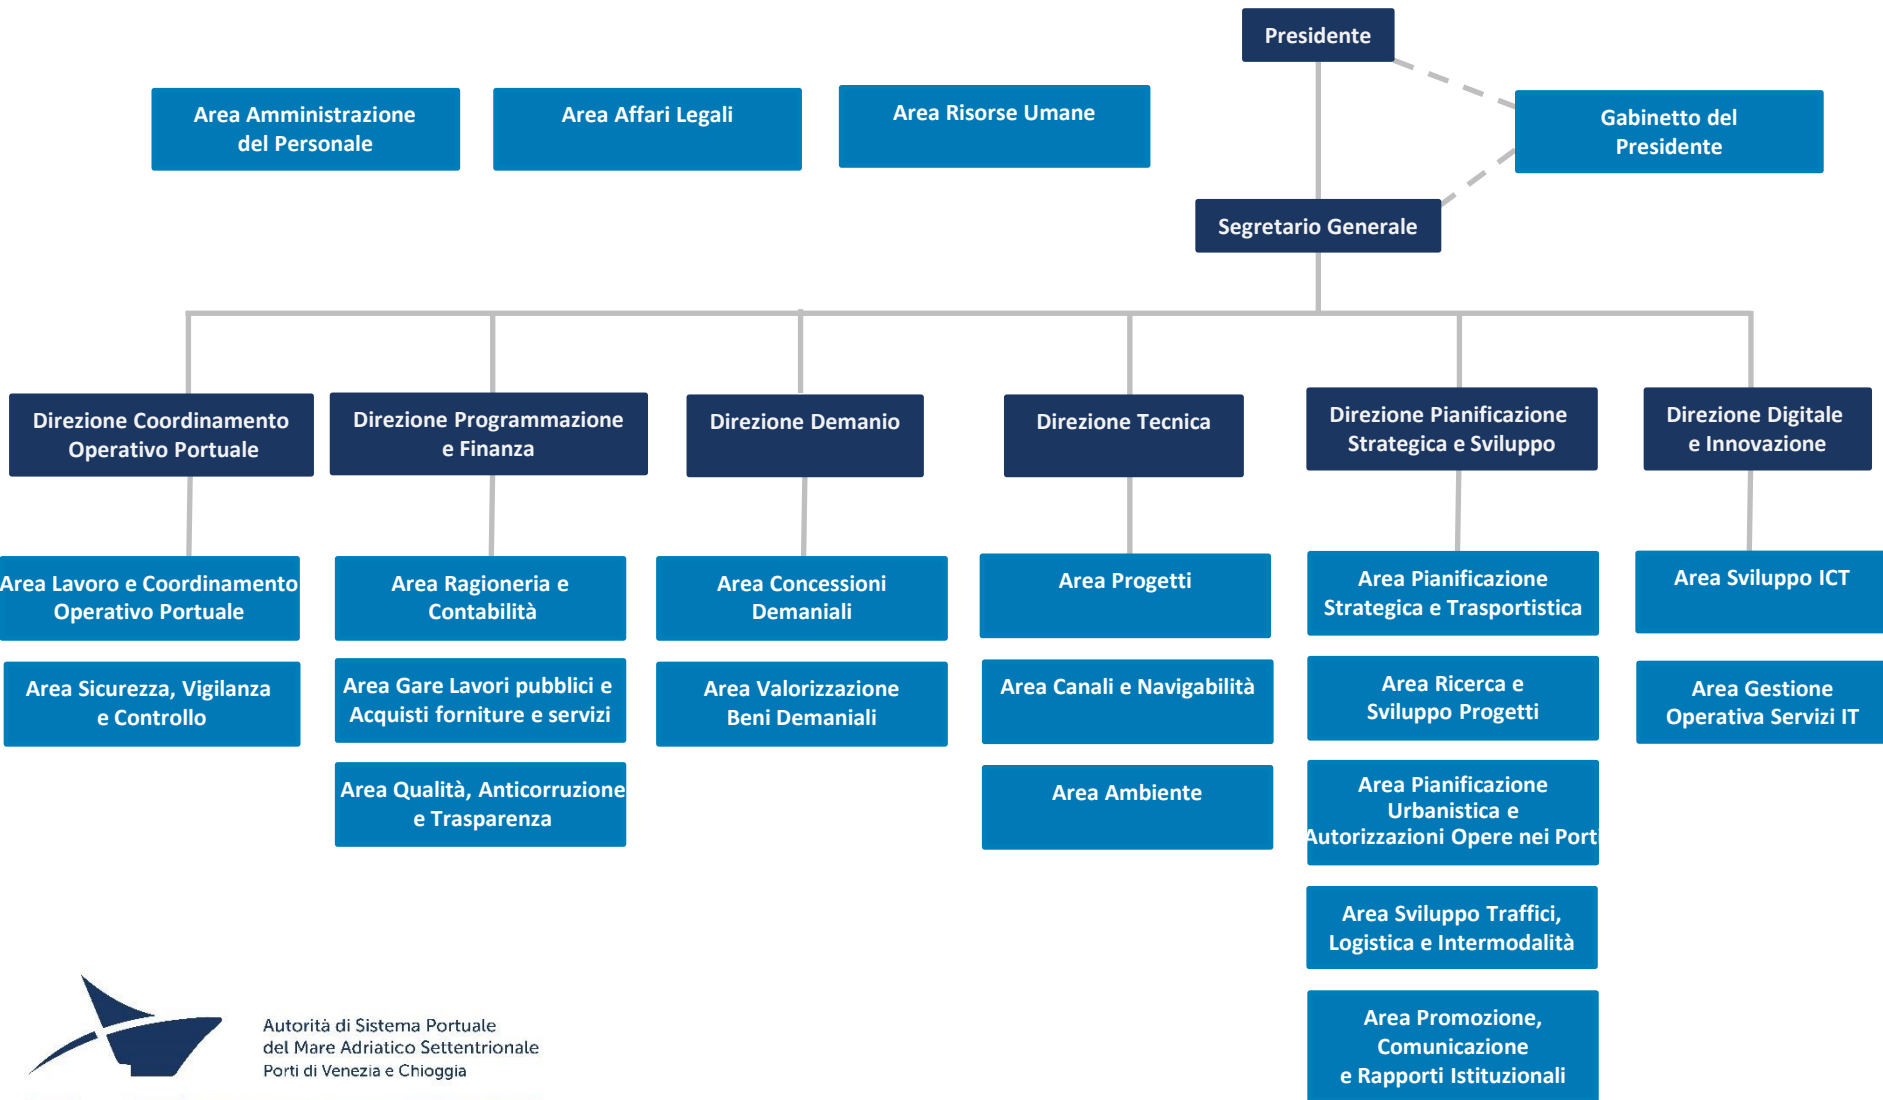 Presidente
Area Amministrazione
del Personale
Area Affari Legali
Area Risorse Umane
Gabinetto del
Presidente
Segretario Generale
Direzione Coordinamento
Operativo Portuale
Direzione Programmazione
e Finanza
Direzione Demanio
Direzione Tecnica
Direzione Pianificazione
Strategica e Sviluppo
Direzione Digitale
e Innovazione
Area Lavoro e Coordinamento
Operativo Portuale
Area Ragioneria e
Contabilità
Area Concessioni
Demaniali
Area Progetti
Area Pianificazione
Strategica e Trasportistica
Area Sviluppo ICT
Area Sicurezza, Vigilanza
e Controllo
Area Gare Lavori pubblici e
Acquisti forniture e servizi
Area Valorizzazione
Beni Demaniali
Area Canali e Navigabilità
Area Ricerca e
Sviluppo Progetti
Area Gestione
Operativa Servizi IT
Area Qualità, Anticorruzione
e Trasparenza
Area Ambiente
Area Pianificazione
Urbanistica e
Autorizzazioni Opere nei Porti
Area Sviluppo Traffici,
Logistica e Intermodalità
Area Promozione,
Comunicazione
e Rapporti Istituzionali
Autorità di Sistema Portuale
del Mare Adriatico Settentrionale
Porti di Venezia e Chioggia